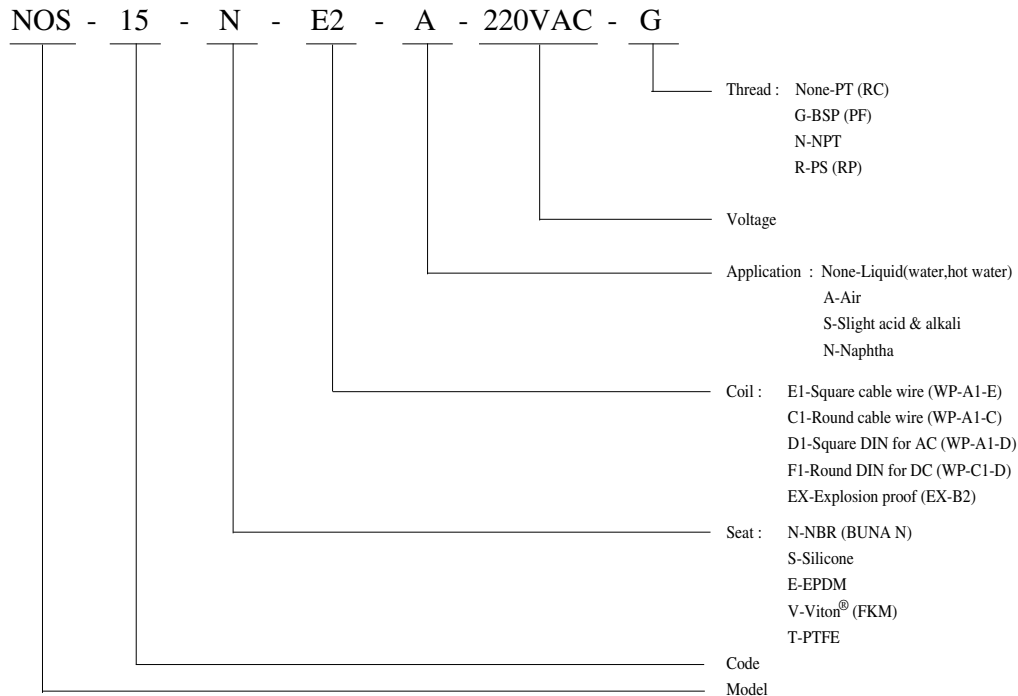 NOS - 15 - N - E2 - A - 220VAC - G
Thread : None-PT (RC)
G-BSP (PF)
N-NPT
R-PS (RP)
Voltage
Application : None-Liquid(water,hot water)
A-Air
S-Slight acid & alkali
N-Naphtha
Coil : E1-Square cable wire (WP-A1-E)
C1-Round cable wire (WP-A1-C)
D1-Square DIN for AC (WP-A1-D)
F1-Round DIN for DC (WP-C1-D)
EX-Explosion proof (EX-B2)
Seat : N-NBR (BUNA N)
S-Silicone
E-EPDM
V-Viton® (FKM)
T-PTFE
Code
Model